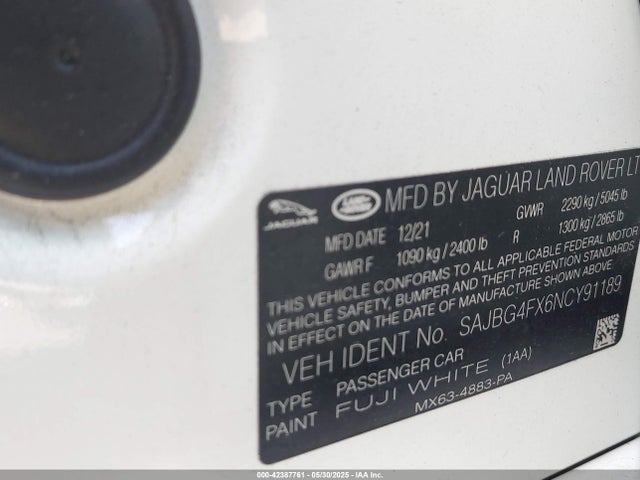 JAGUAR LAND ROVER MFD BY JAGUAR LAND ROVER LT
MFD DATE 12/21 GVWR 2290 kg / 5045 lb
GAWR F 1090 kg / 2400 lb R 1300 kg / 2865 lb
THIS VEHICLE CONFORMS TO ALL APPLICABLE FEDERAL MOTOR
VEHICLE SAFETY, BUMPER AND THEFT PREVENTION STANDARDS
IN EFFECT ON THE DATE OF MANUFACTURE SHOWN ABOVE.
VEH IDENT No. SAJBG4FX6NCY91189
TYPE PASSENGER CAR
PAINT FUJI WHITE (1AA)
MX63-4883-PA
000-42387761 - 05/30/2025 - IAAI.COM